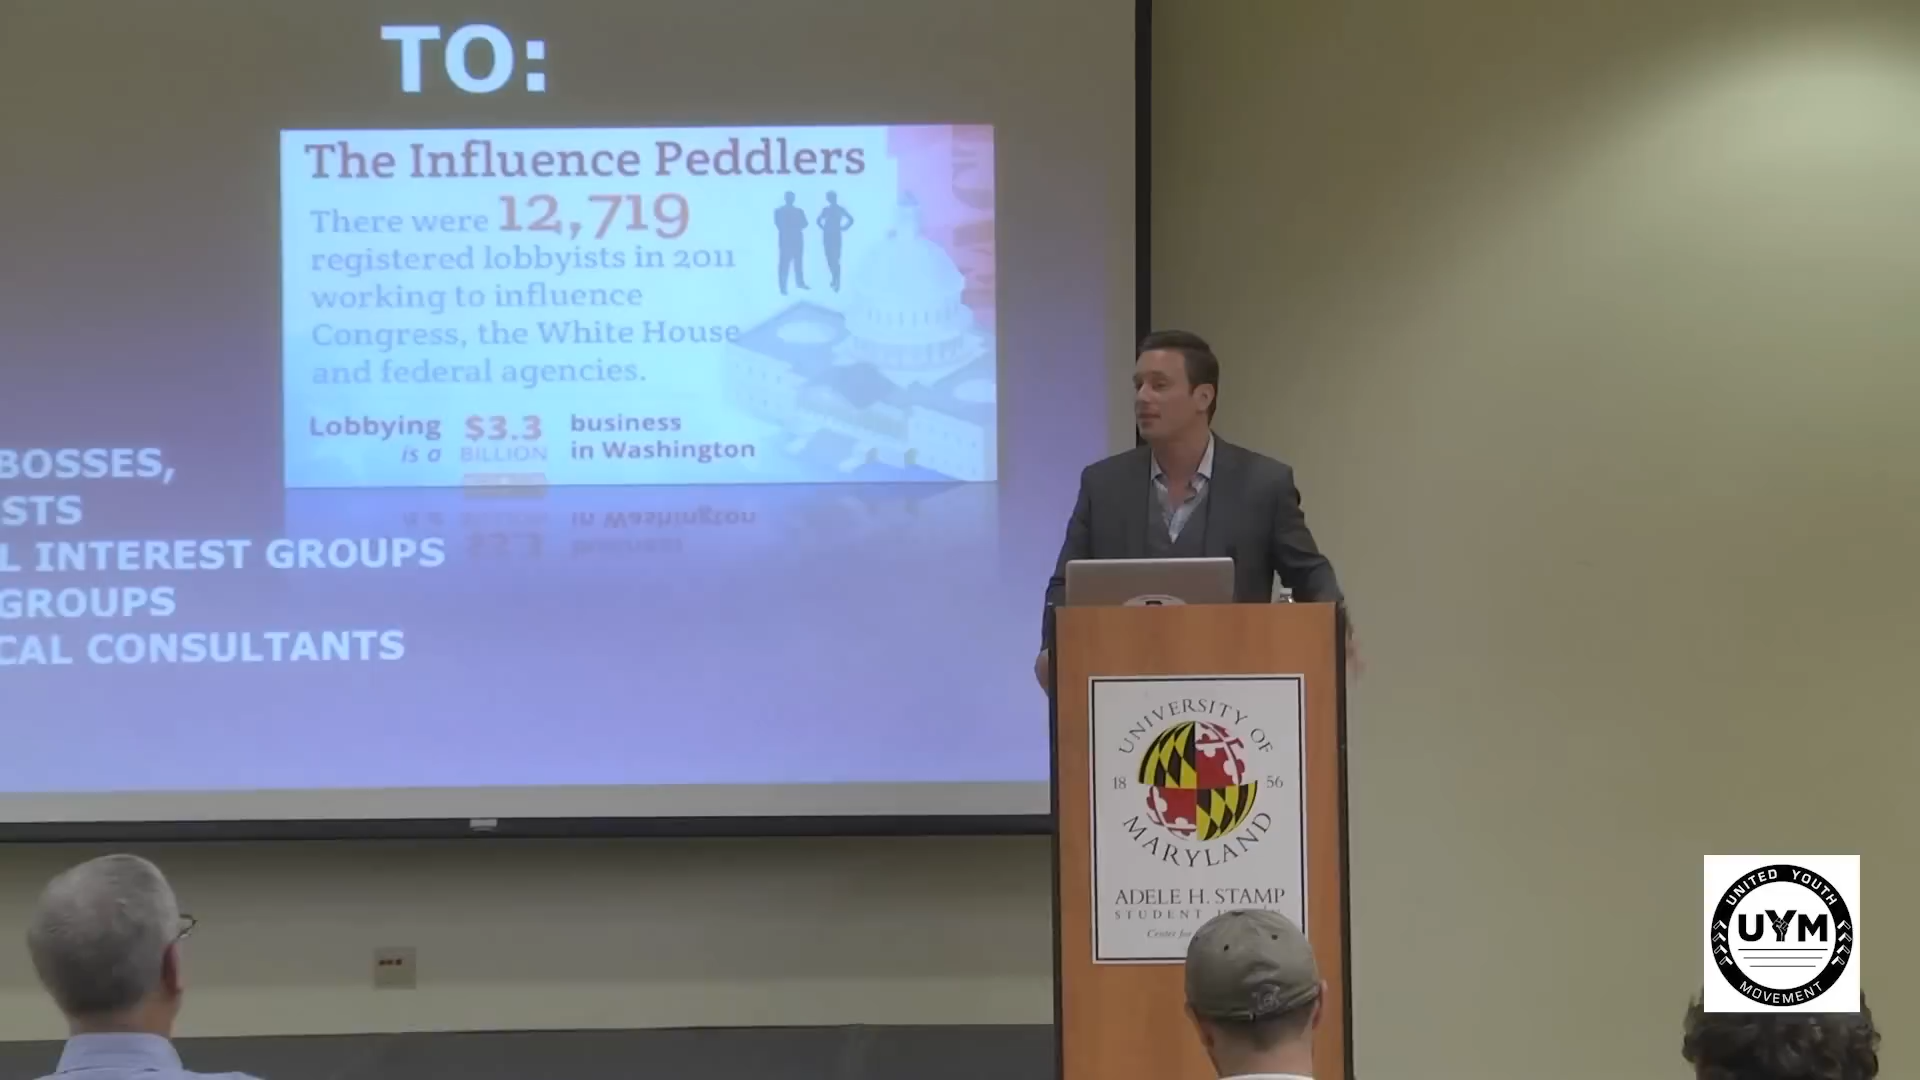 TO:
The Influence Peddlers
There were 12,719
registered lobbyists in 2011
working to influence
Congress, the White House
and federal agencies.
Lobbying is a $3.3 BILLION business in Washington
BOSSES,
STS
L INTEREST GROUPS
GROUPS
CAL CONSULTANTS
UNIVERSITY OF
18 56
MARYLAND
ADELE H. STAMP
STUDENT
Center for
UNITED YOUTH
UYM
MOVEMENT